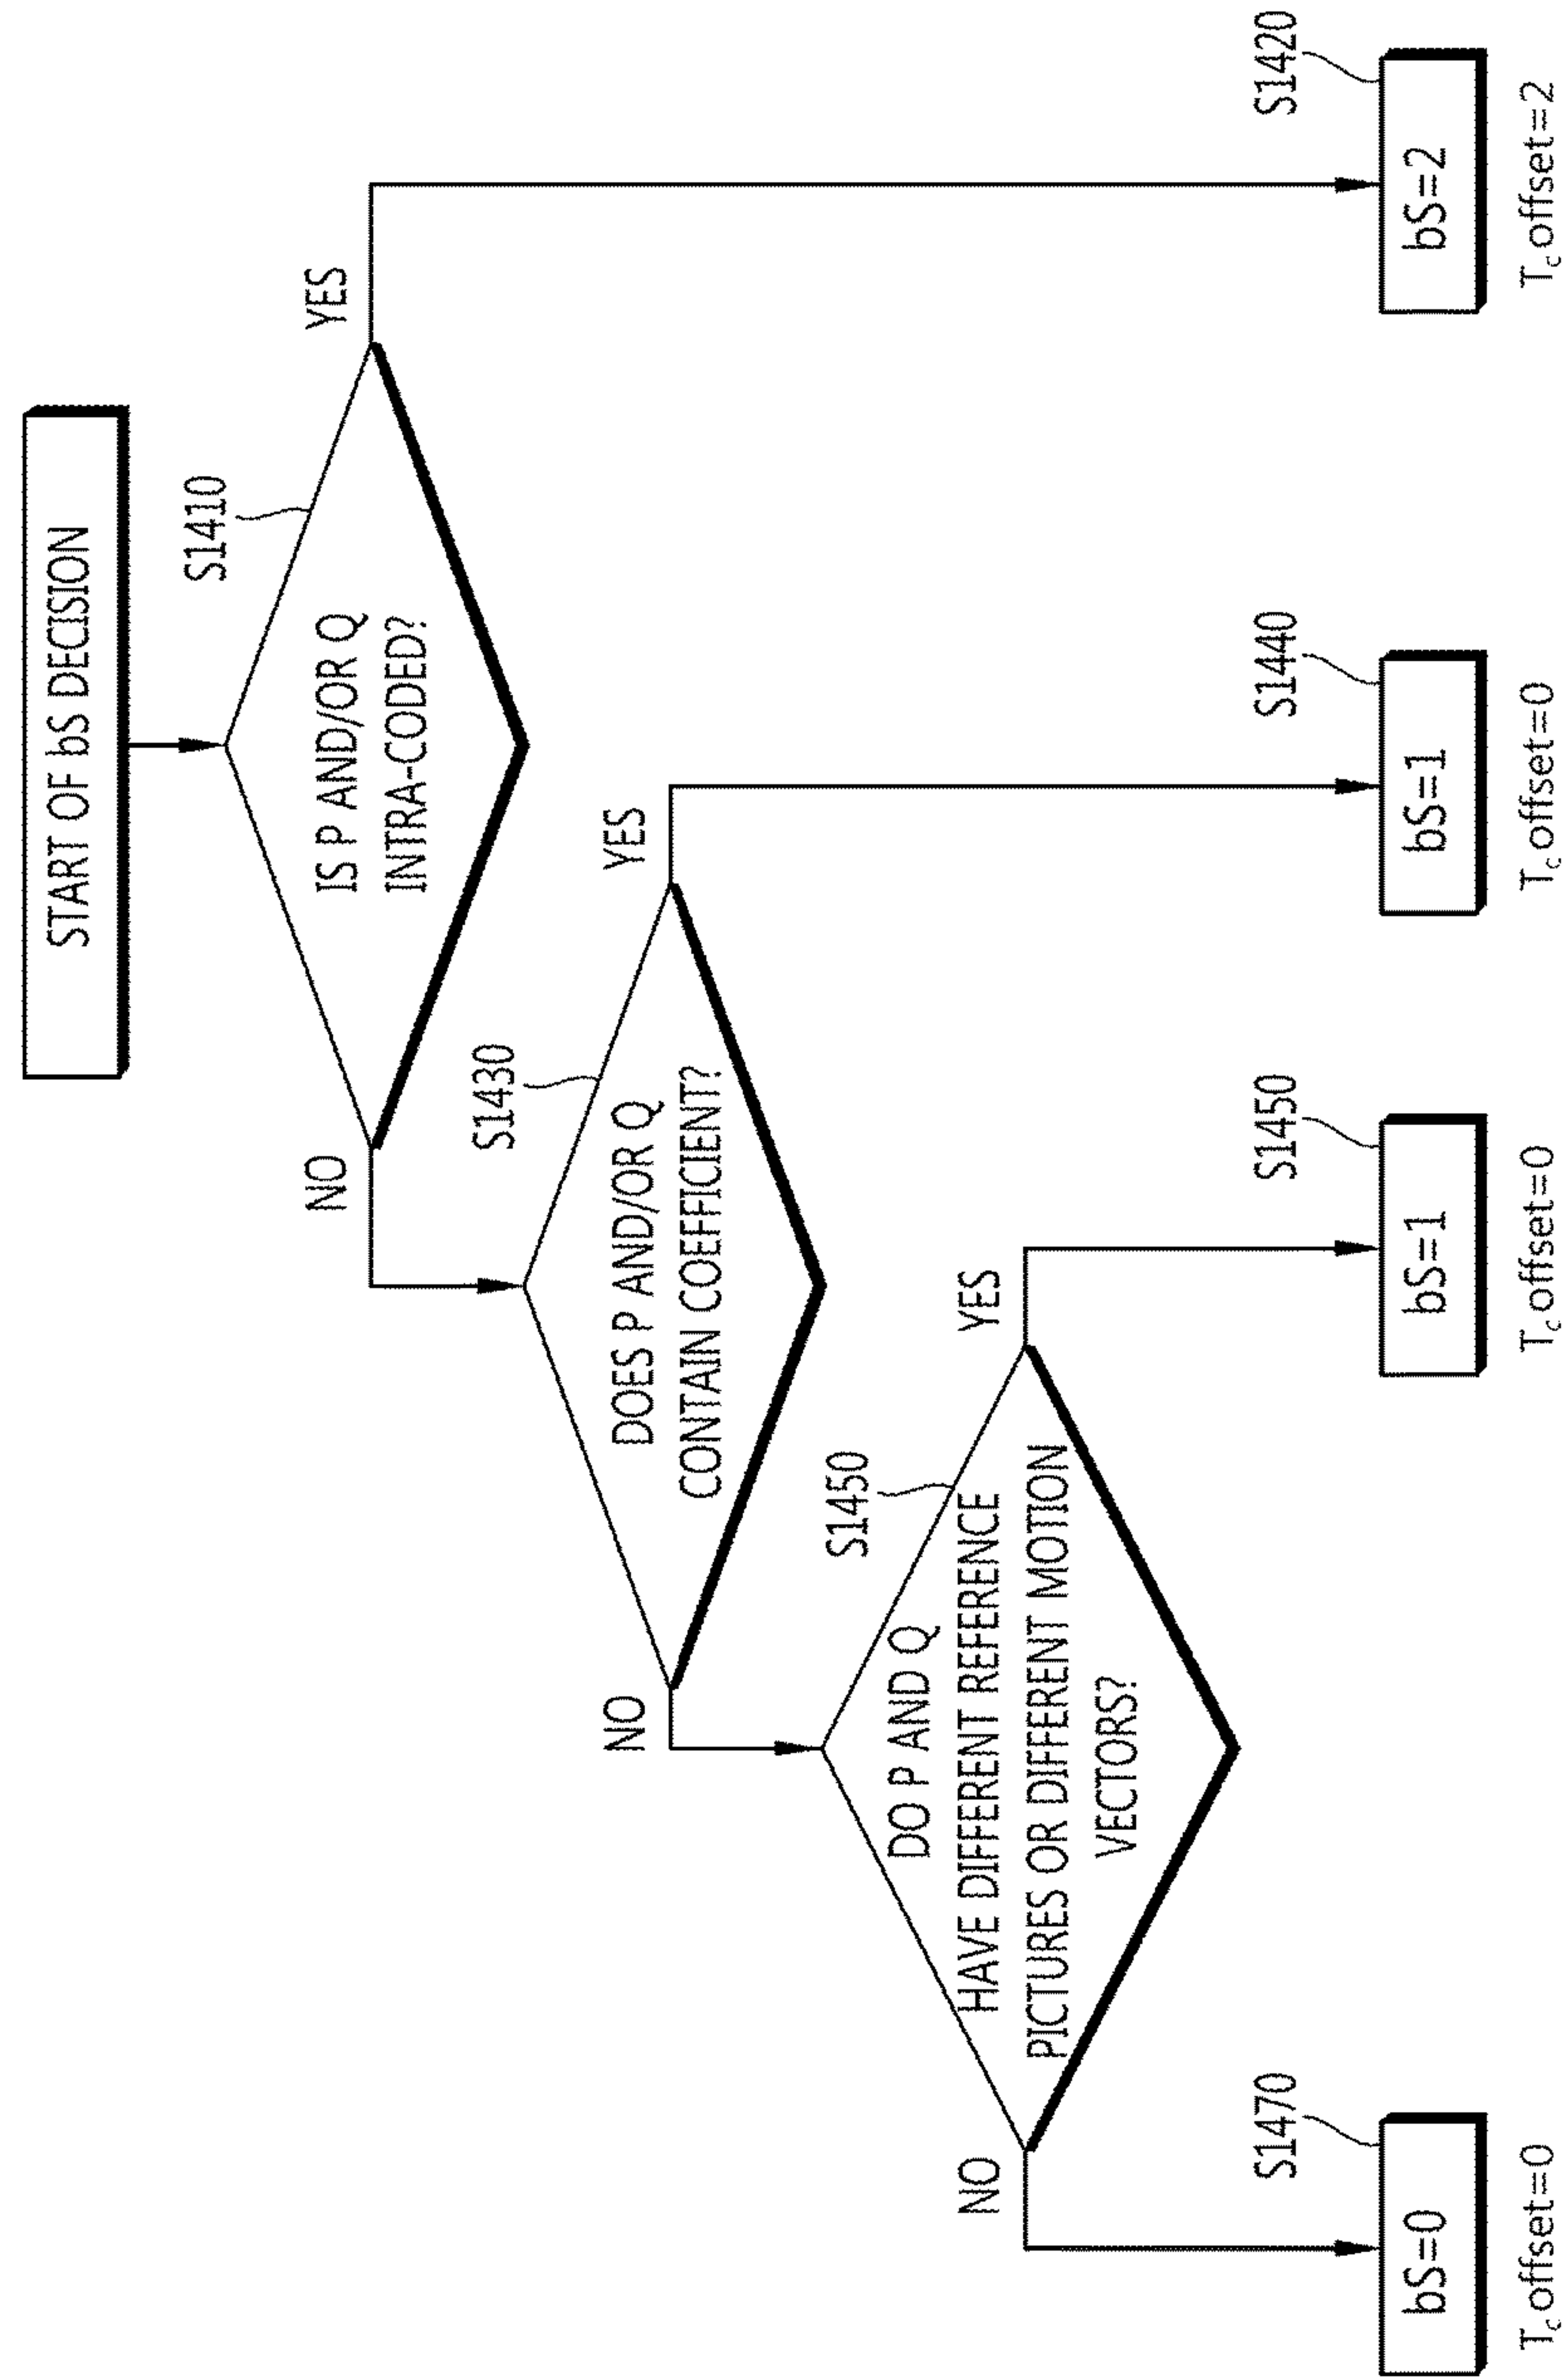 START OF bS DECISION
S1410
IS P AND/OR Q
INTRA-CODED?
NO
YES
S1430
DOES P AND/OR Q
CONTAIN COEFFICIENT?
NO
YES
S1450
DO P AND Q
HAVE DIFFERENT REFERENCE
PICTURES OR DIFFERENT MOTION
VECTORS?
NO
YES
S1470
bS=0
Tc offset=0
S1450
bS=1
Tc offset=0
S1440
bS=1
Tc offset=0
S1420
bS=2
Tc offset=2